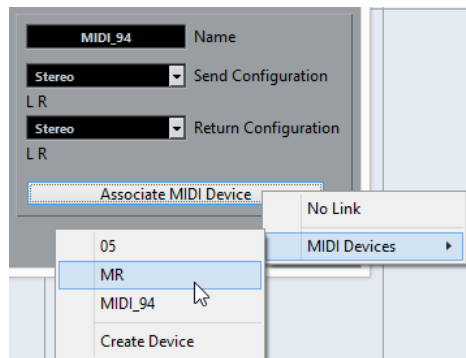 MIDI_94 Name
Stereo Send Configuration
L R
Stereo Return Configuration
L R
Associate MIDI Device
No Link
MIDI Devices
05
MR
MIDI_94
Create Device